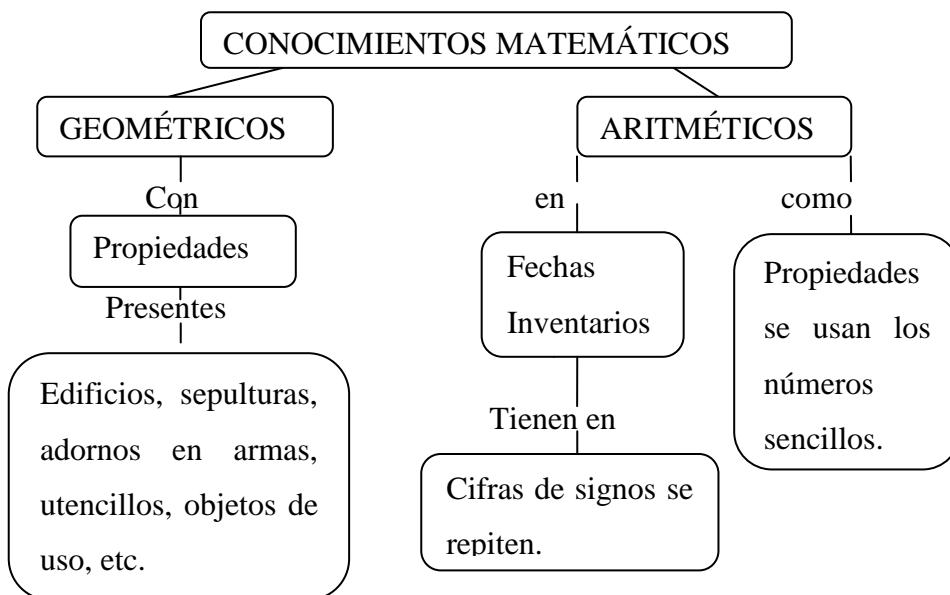 CONOCIMIENTOS MATEMÁTICOS
GEOMÉTRICOS
Con
Propiedades
Presentes
Edificios, sepulturas,
adornos en armas,
utencillos, objetos de
uso, etc.
ARITMÉTICOS
en
Fechas
Inventarios
Tienen en
Cifras de signos se
repiten.
como
Propiedades
se usan los
números
sencillos.